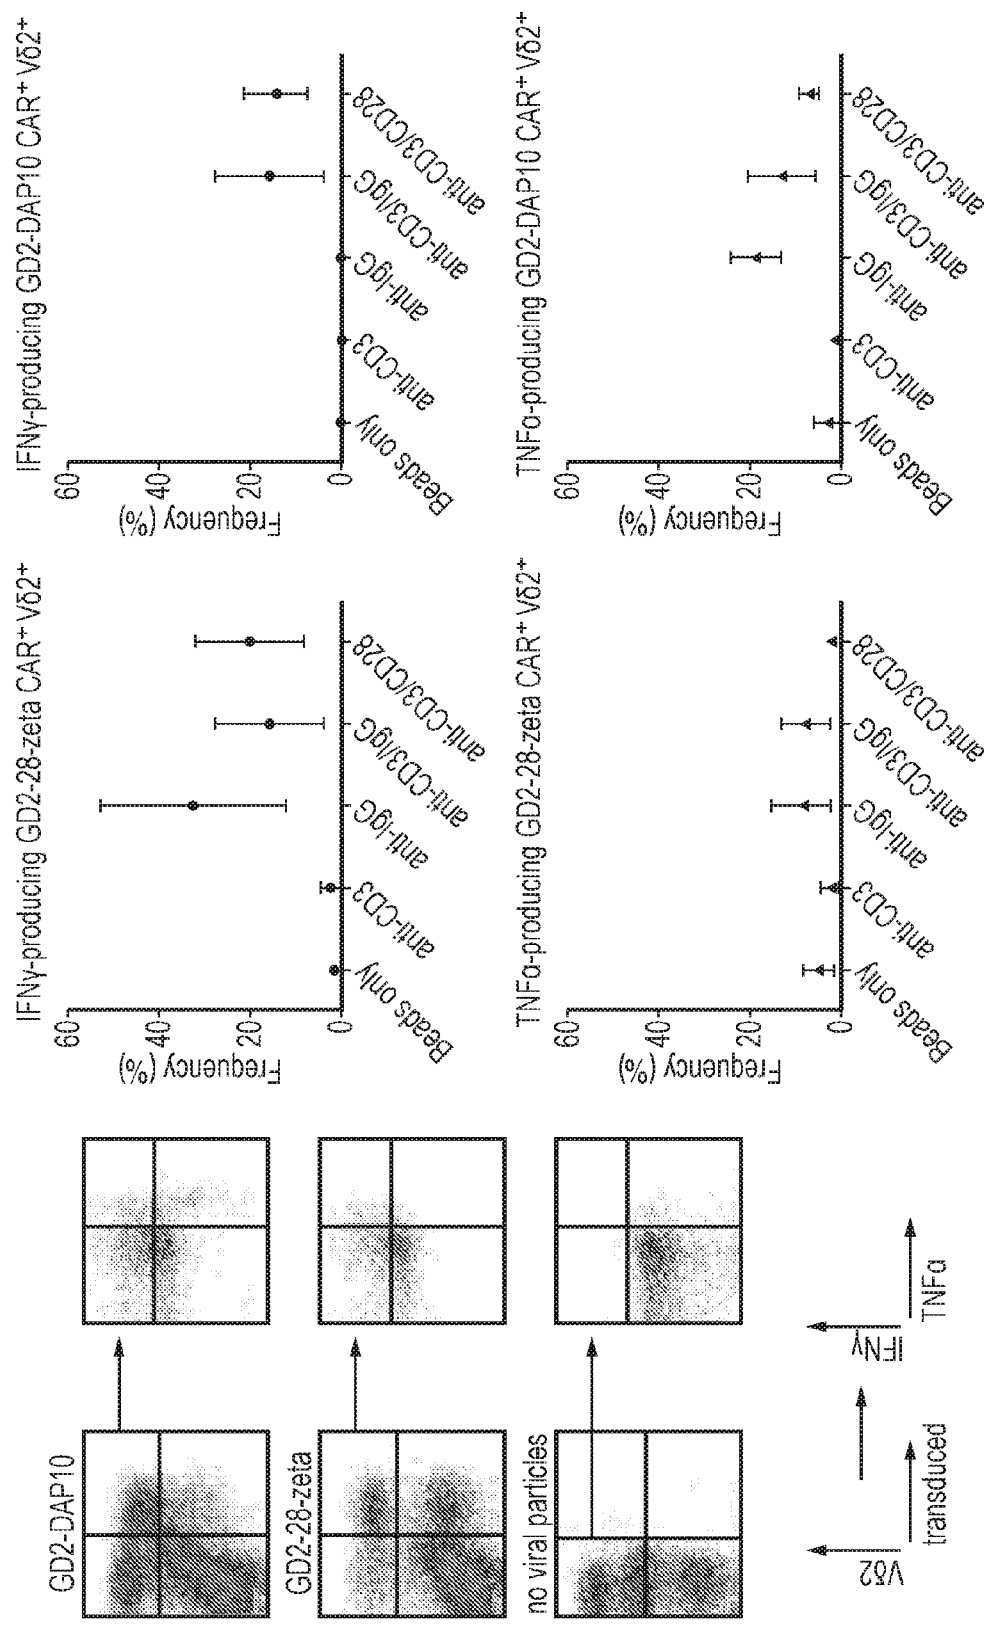 GD2-DAP10
GD2-28-zeta
no viral particles
Vδ2
transduced
IFNγ
TNFα
IFNγ-producing GD2-28-zeta CAR⁺ Vδ2⁺
Frequency (%)
60
40
20
0
Beads only
anti-CD3
anti-IgG
anti-CD3/IgG
anti-CD3/CD28
IFNγ-producing GD2-DAP10 CAR⁺ Vδ2⁺
Frequency (%)
60
40
20
0
Beads only
anti-CD3
anti-IgG
anti-CD3/IgG
anti-CD3/CD28
TNFα-producing GD2-28-zeta CAR⁺ Vδ2⁺
Frequency (%)
60
40
20
0
Beads only
anti-CD3
anti-IgG
anti-CD3/IgG
anti-CD3/CD28
TNFα-producing GD2-DAP10 CAR⁺ Vδ2⁺
Frequency (%)
60
40
20
0
Beads only
anti-CD3
anti-IgG
anti-CD3/IgG
anti-CD3/CD28